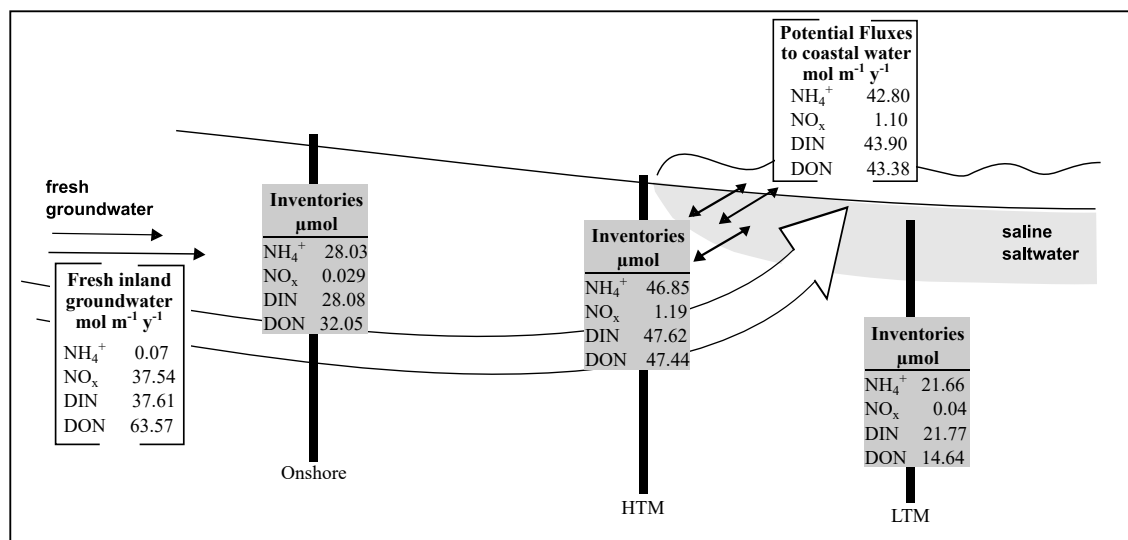 Potential Fluxes
to coastal water
mol m⁻¹ y⁻¹
NH₄⁺ 42.80
NOₓ 1.10
DIN 43.90
DON 43.38
fresh
groundwater
Fresh inland
groundwater
mol m⁻¹ y⁻¹
NH₄⁺ 0.07
NOₓ 37.54
DIN 37.61
DON 63.57
Inventories
µmol
NH₄⁺ 28.03
NOₓ 0.029
DIN 28.08
DON 32.05
Onshore
Inventories
µmol
NH₄⁺ 46.85
NOₓ 1.19
DIN 47.62
DON 47.44
HTM
saline
saltwater
Inventories
µmol
NH₄⁺ 21.66
NOₓ 0.04
DIN 21.77
DON 14.64
LTM